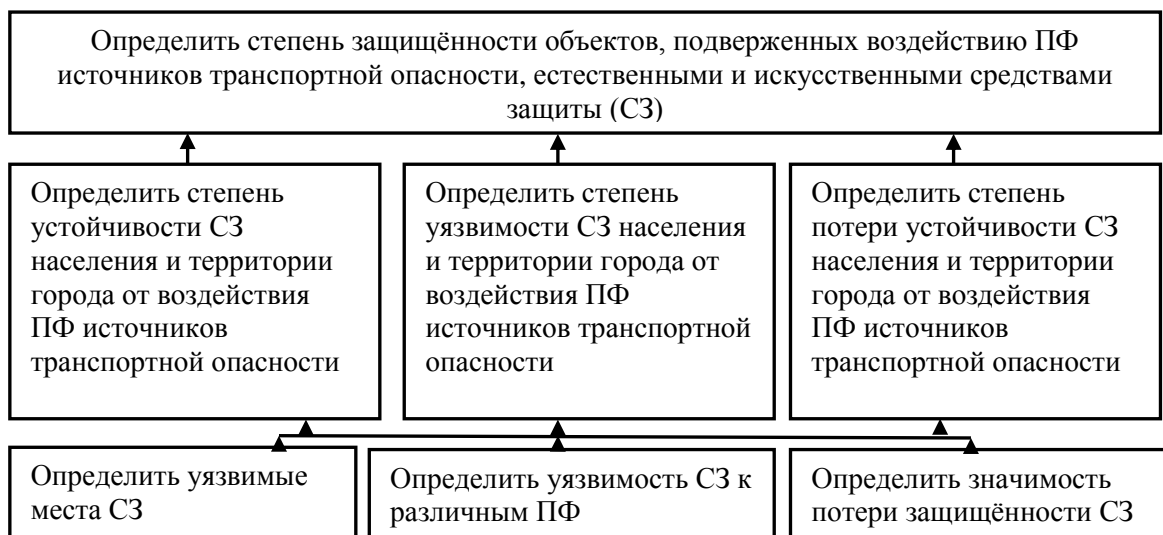 Определить степень защищённости объектов, подверженных воздействию ПФ
источников транспортной опасности, естественными и искусственными средствами
защиты (СЗ)
Определить степень
устойчивости СЗ
населения и территории
города от воздействия
ПФ источников
транспортной опасности
Определить степень
уязвимости СЗ населения
и территории города от
воздействия ПФ
источников транспортной
опасности
Определить степень
потери устойчивости СЗ
населения и территории
города от воздействия
ПФ источников
транспортной опасности
Определить уязвимые
места СЗ
Определить уязвимость СЗ к
различным ПФ
Определить значимость
потери защищённости СЗ